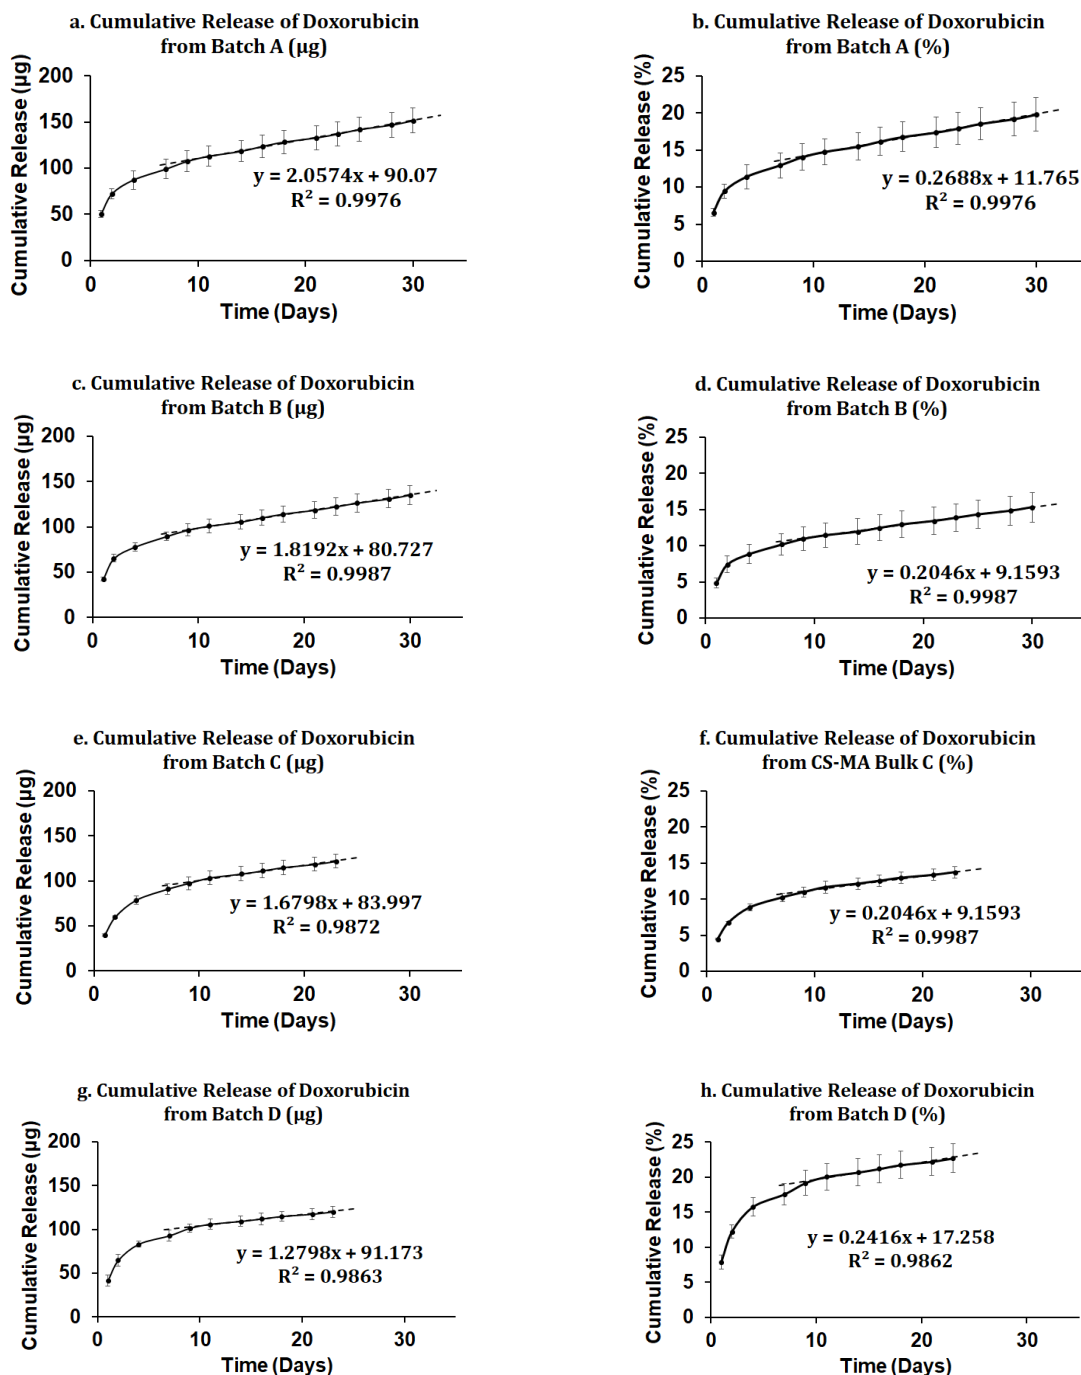 a. Cumulative Release of Doxorubicin
from Batch A (µg)
Cumulative Release (µg)
200
150
100
50
0
y = 2.0574x + 90.07
R² = 0.9976
0 10 20 30
Time (Days)
b. Cumulative Release of Doxorubicin
from Batch A (%)
Cumulative Release (%)
25
20
15
10
5
0
y = 0.2688x + 11.765
R² = 0.9976
0 10 20 30
Time (Days)
c. Cumulative Release of Doxorubicin
from Batch B (µg)
Cumulative Release (µg)
200
150
100
50
0
y = 1.8192x + 80.727
R² = 0.9987
0 10 20 30
Time (Days)
d. Cumulative Release of Doxorubicin
from Batch B (%)
Cumulative Release (%)
25
20
15
10
5
0
y = 0.2046x + 9.1593
R² = 0.9987
0 10 20 30
Time (Days)
e. Cumulative Release of Doxorubicin
from Batch C (µg)
Cumulative Release (µg)
200
150
100
50
0
y = 1.6798x + 83.997
R² = 0.9872
0 10 20 30
Time (Days)
f. Cumulative Release of Doxorubicin
from CS-MA Bulk C (%)
Cumulative Release (%)
25
20
15
10
5
0
y = 0.2046x + 9.1593
R² = 0.9987
0 10 20 30
Time (Days)
g. Cumulative Release of Doxorubicin
from Batch D (µg)
Cumulative Release (µg)
200
150
100
50
0
y = 1.2798x + 91.173
R² = 0.9863
0 10 20 30
Time (Days)
h. Cumulative Release of Doxorubicin
from Batch D (%)
Cumulative Release (%)
25
20
15
10
5
0
y = 0.2416x + 17.258
R² = 0.9862
0 10 20 30
Time (Days)